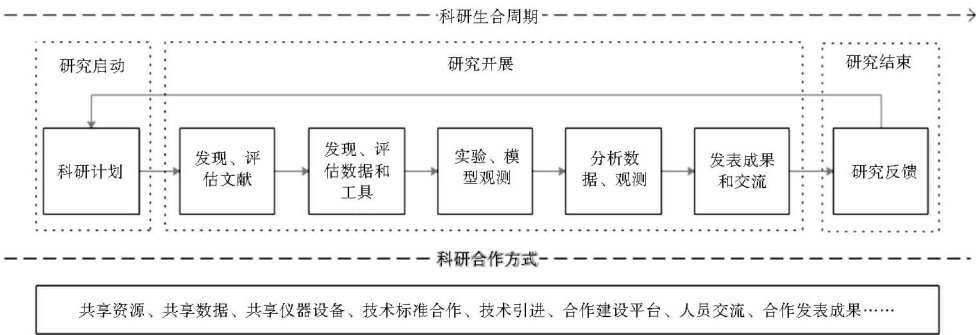 科研生合周期
研究启动
研究开展
研究结束
科研计划
发现、评
估文献
发现、评
估数据和
工具
实验、模
型观测
分析数
据、观测
发表成果
和交流
研究反馈
科研合作方式
共享资源、共享数据、共享仪器设备、技术标准合作、技术引进、合作建设平台、人员交流、合作发表成果……